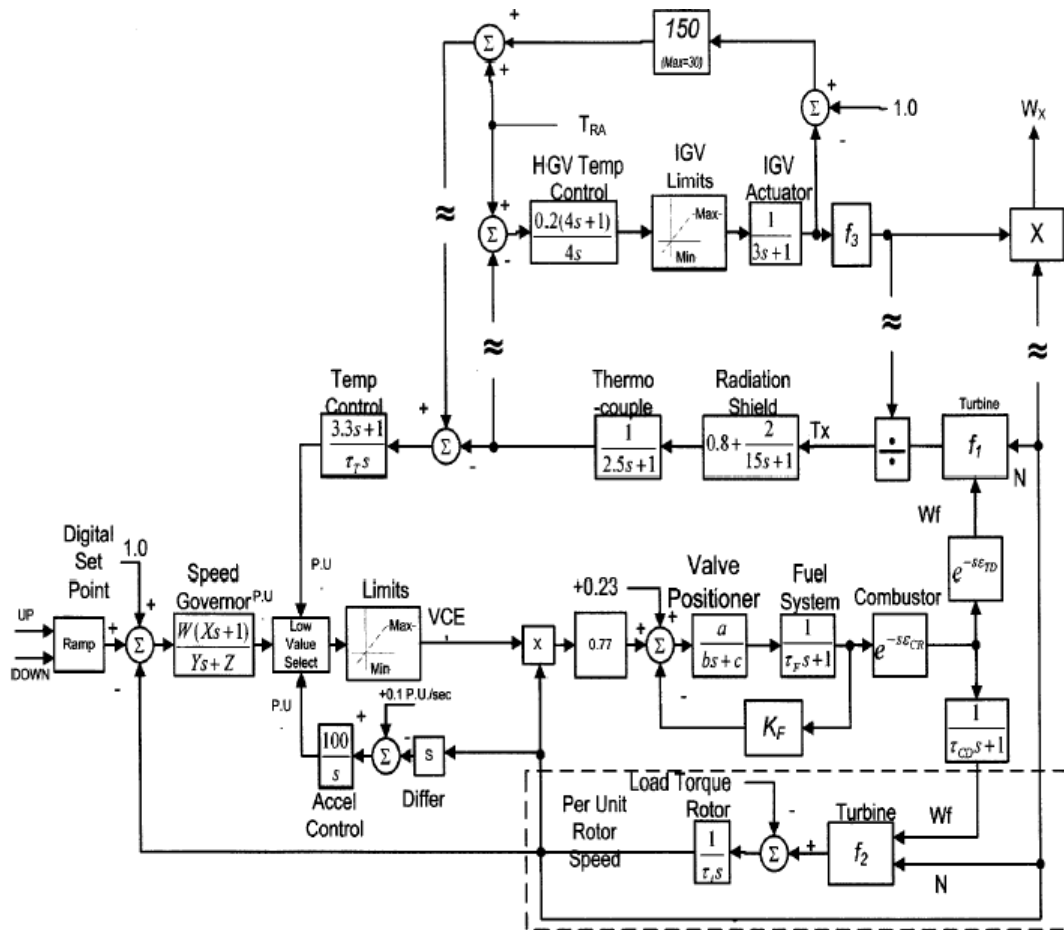 +
Σ
+
150
(Max=30)
+
Σ
1.0
-
W_X
T_RA
HGV Temp
Control
IGV
Limits
IGV
Actuator
+
Σ
-
0.2(4s+1)
4s
Max-
Min-
1
3s+1
f_3
X
≈
≈
≈
≈
Temp
Control
Thermo
-couple
Radiation
Shield
Turbine
+
3.3s+1
τ_T s
Σ
-
1
2.5s+1
0.8+ 2
15s+1
Tx
÷
f_1
N
Wf
Digital
Set
Point
1.0
Speed
Governor
P.U
P.U
Limits
VCE
+0.23
Valve
Positioner
Fuel
System
Combustor
e^-sε_TD
UP
DOWN
Ramp
+
+
Σ
-
W(Xs+1)
Ys+Z
Low
Value
Select
Max-
Min-
X
0.77
+
+
Σ
-
a
bs+c
1
τ_F s+1
e^-sε_CR
P.U
+0.1 P.U./sec
K_F
1
τ_CD s+1
100
s
+
Σ
-
S
Accel
Control
Differ
Per Unit
Rotor
Speed
Load Torque
Rotor
-
Turbine
Wf
1
τ_I s
Σ
+
f_2
N